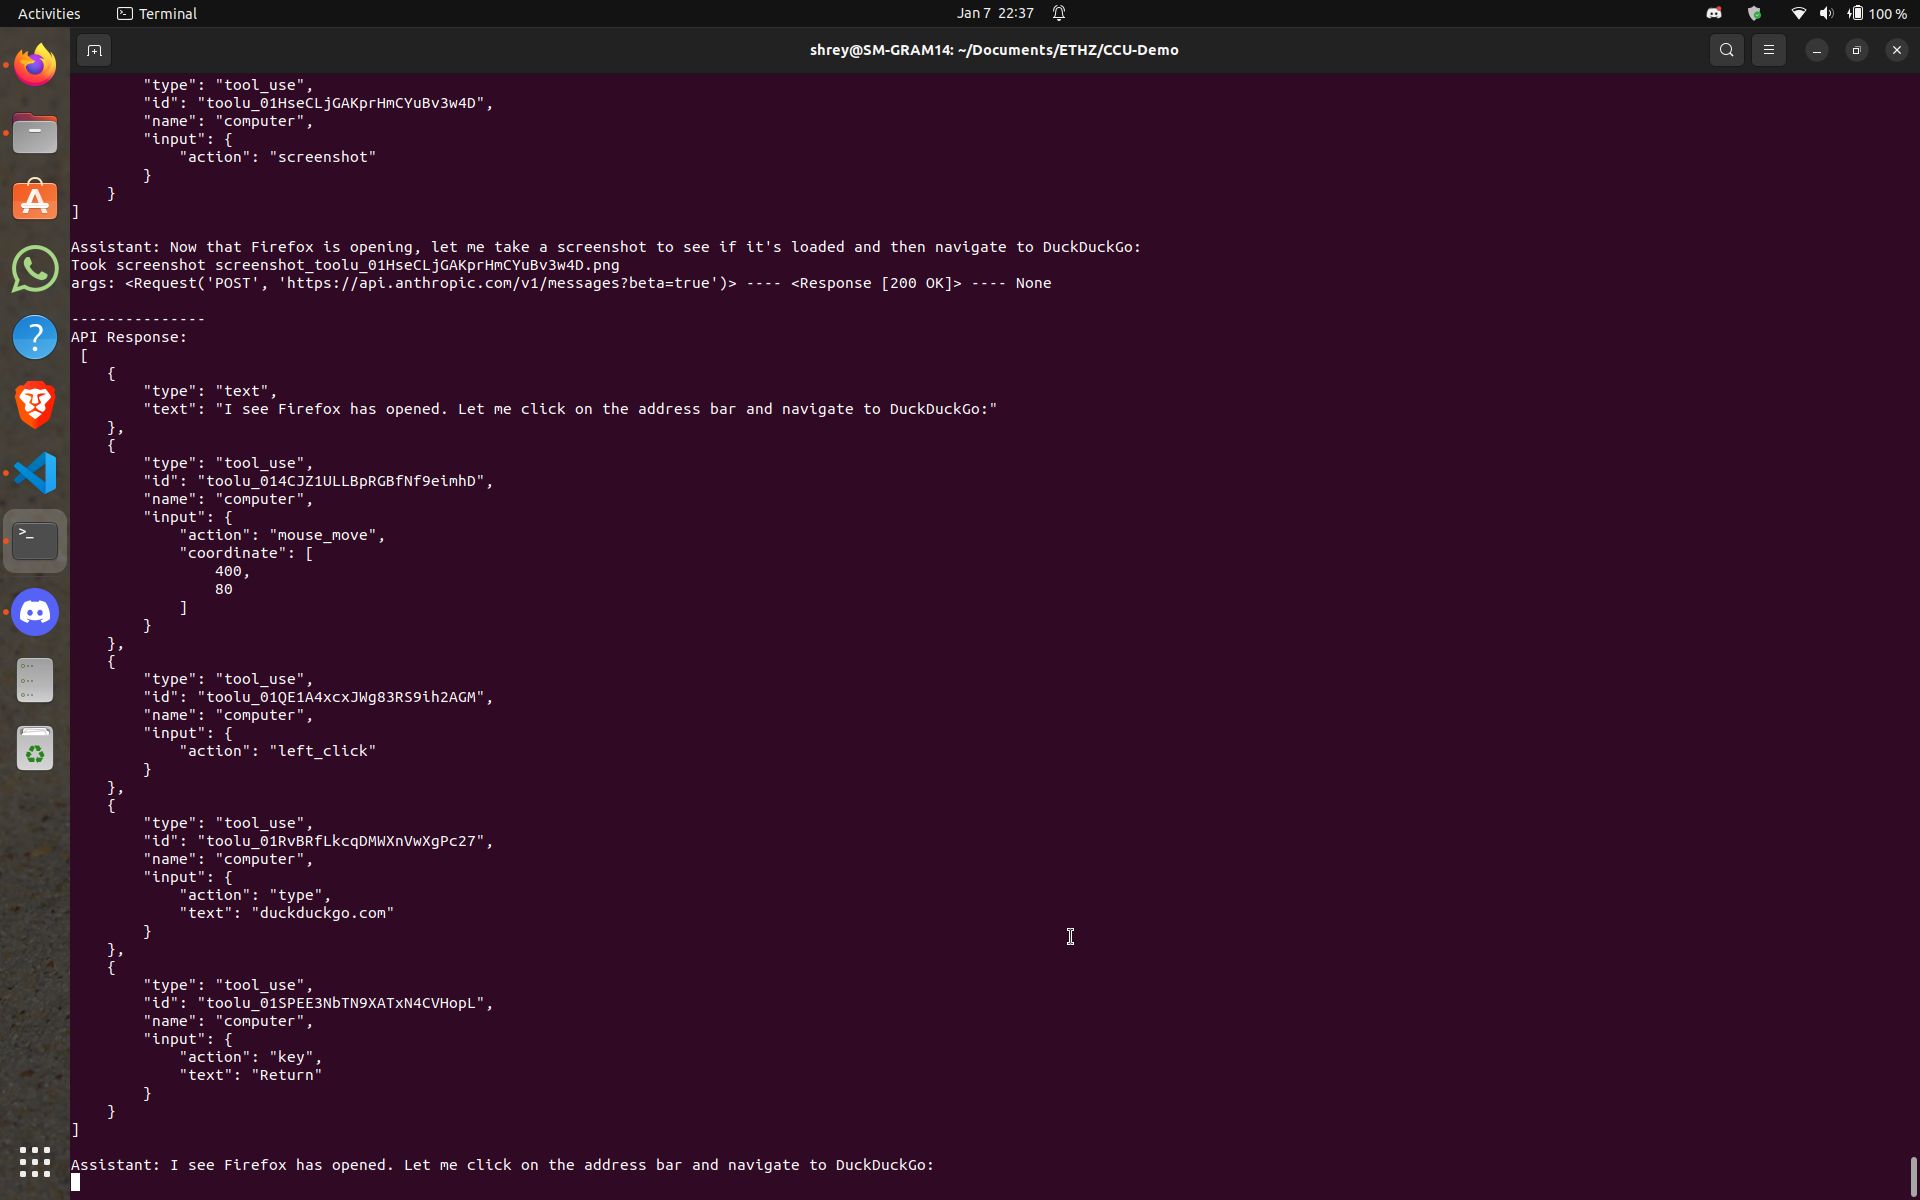 Activities Terminal Jan 7 22:37 100 %
shrey@SM-GRAM14: ~/Documents/ETHZ/CCU-Demo
        "type": "tool_use",
        "id": "toolu_01HseCLjGAKprHmCYuBv3w4D",
        "name": "computer",
        "input": {
            "action": "screenshot"
        }
    }
]
Assistant: Now that Firefox is opening, let me take a screenshot to see if it's loaded and then navigate to DuckDuckGo:
Took screenshot screenshot_toolu_01HseCLjGAKprHmCYuBv3w4D.png
args: <Request('POST', 'https://api.anthropic.com/v1/messages?beta=true')> ---- <Response [200 OK]> ---- None
---------------
API Response:
 [
    {
        "type": "text",
        "text": "I see Firefox has opened. Let me click on the address bar and navigate to DuckDuckGo:"
    },
    {
        "type": "tool_use",
        "id": "toolu_014CJZ1ULLBpRGBfNf9eimhD",
        "name": "computer",
        "input": {
            "action": "mouse_move",
            "coordinate": [
                400,
                80
            ]
        }
    },
    {
        "type": "tool_use",
        "id": "toolu_01QE1A4xcxJWg83RS9ih2AGM",
        "name": "computer",
        "input": {
            "action": "left_click"
        }
    },
    {
        "type": "tool_use",
        "id": "toolu_01RvBRfLkcqDMWXnVwXgPc27",
        "name": "computer",
        "input": {
            "action": "type",
            "text": "duckduckgo.com"
        }
    },
    {
        "type": "tool_use",
        "id": "toolu_01SPEE3NbTN9XATxN4CVHopL",
        "name": "computer",
        "input": {
            "action": "key",
            "text": "Return"
        }
    }
]
Assistant: I see Firefox has opened. Let me click on the address bar and navigate to DuckDuckGo: